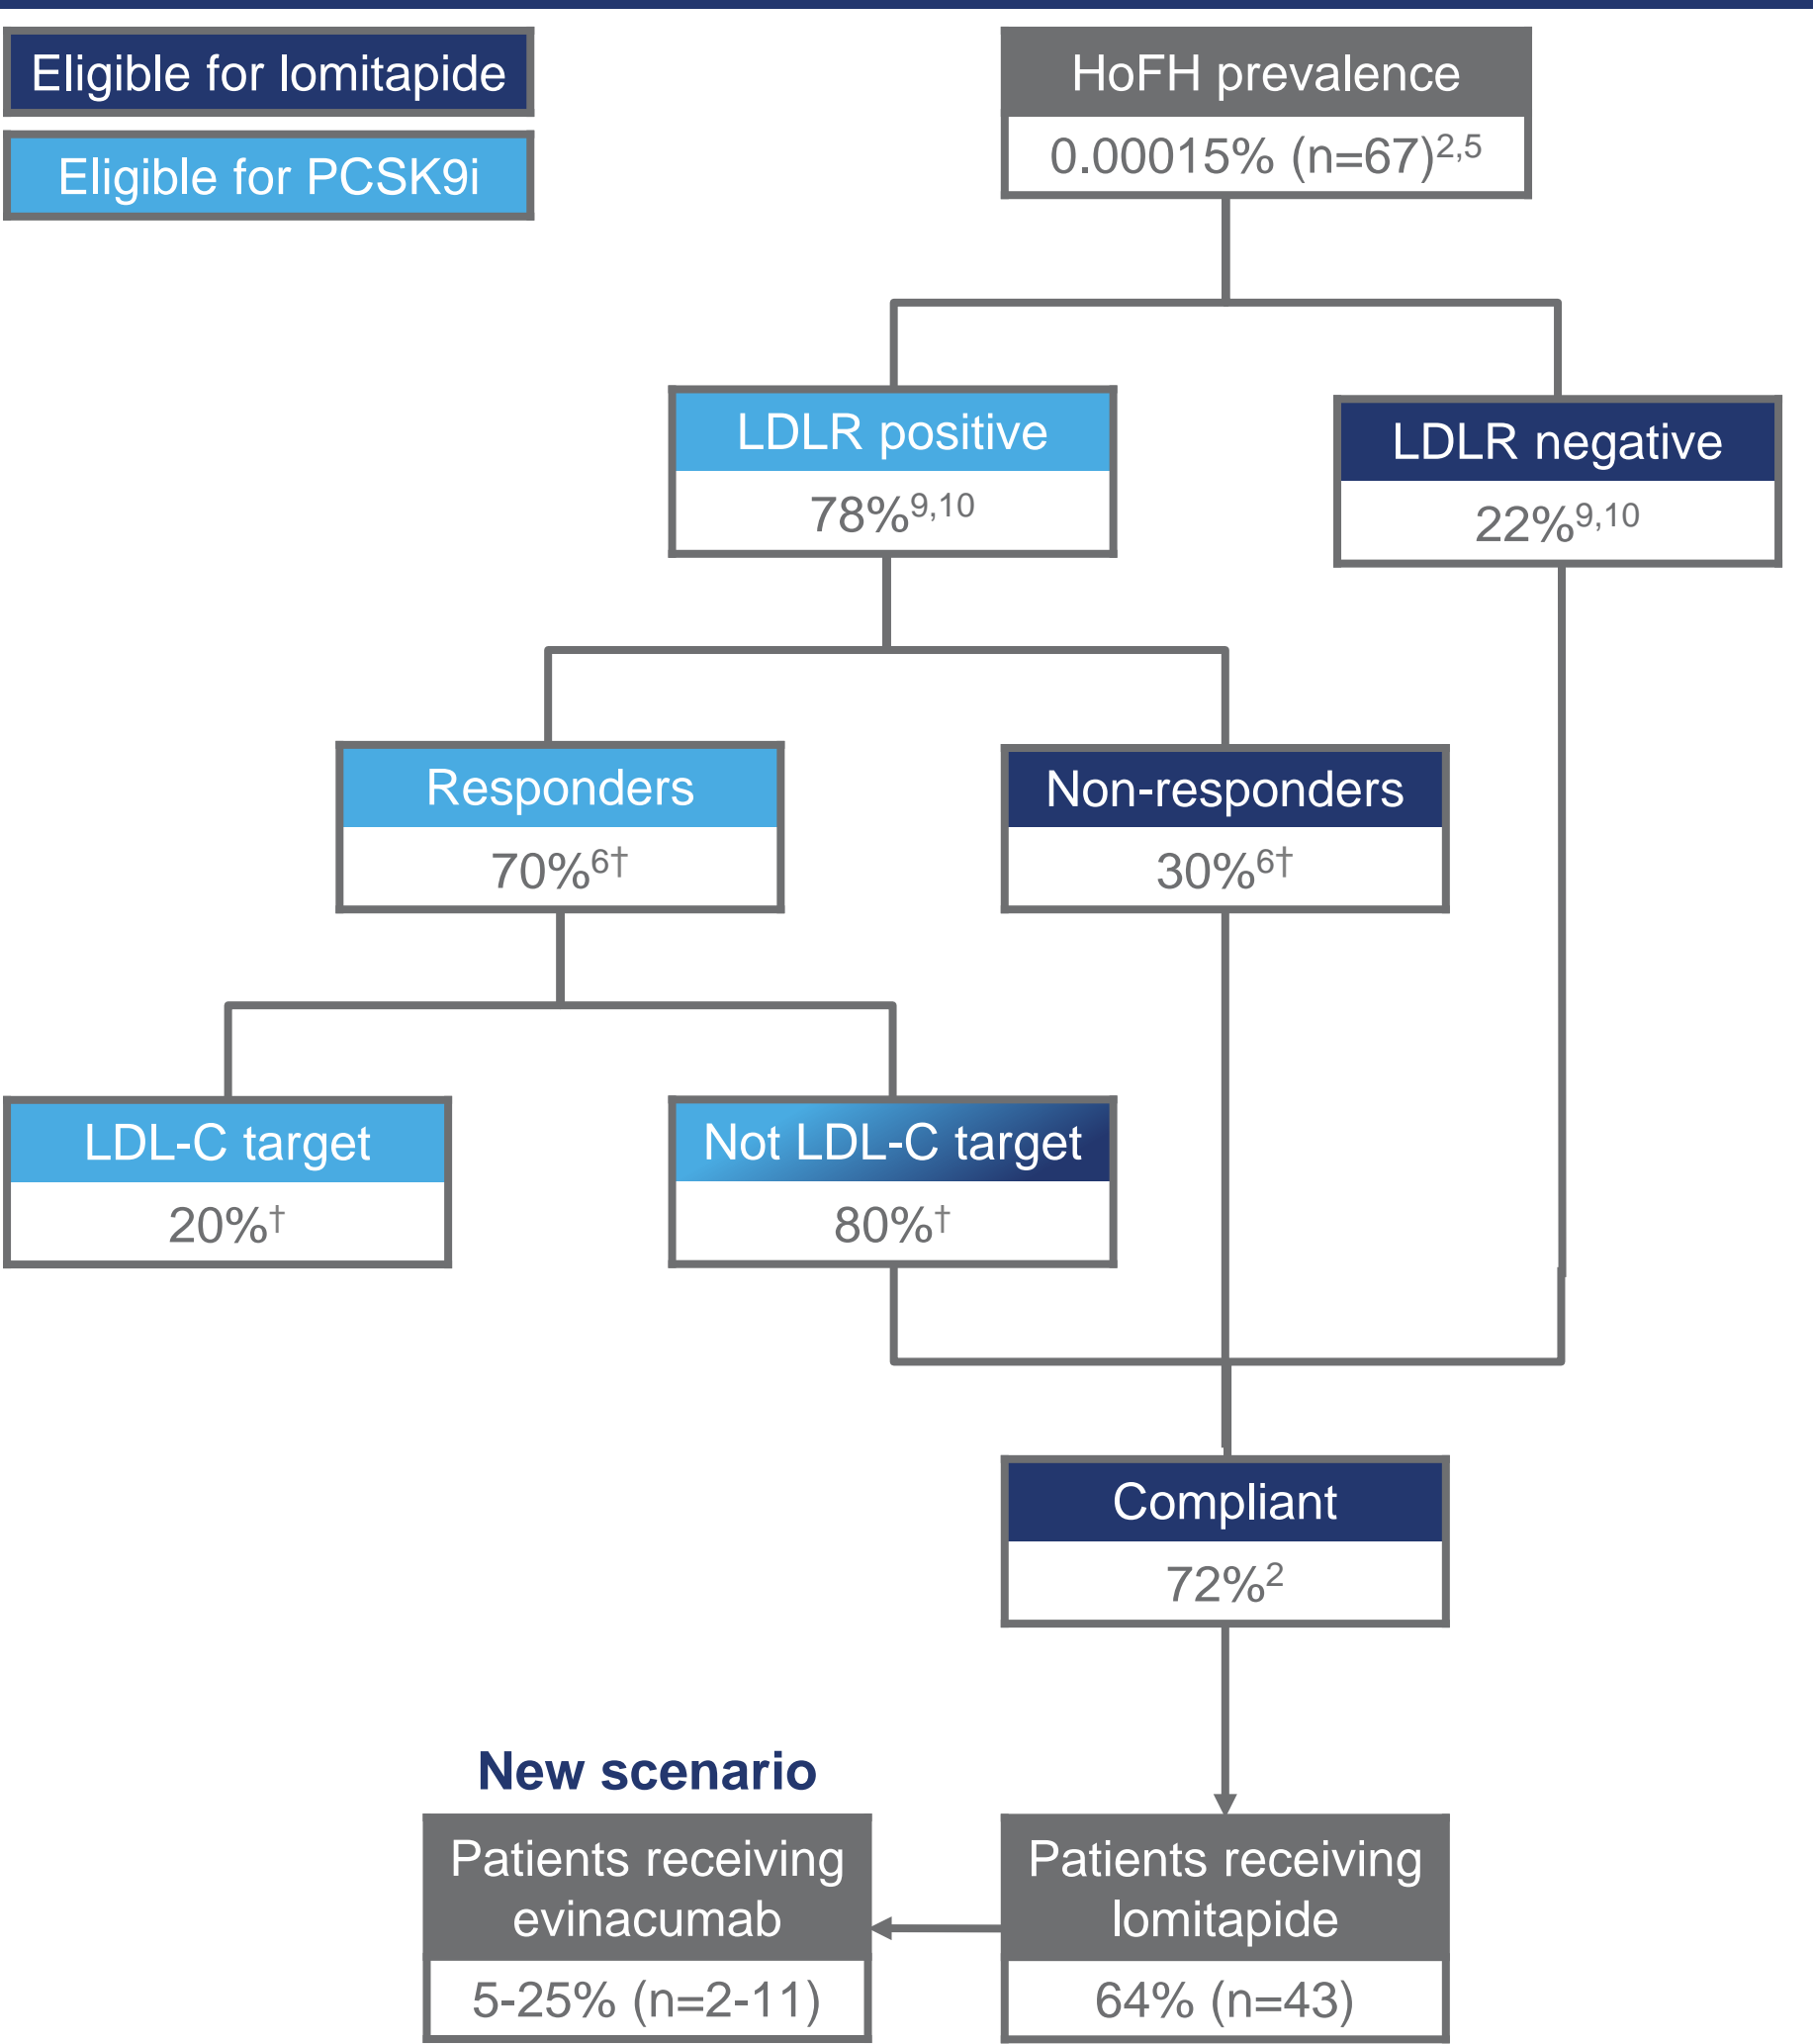 Eligible for lomitapide
Eligible for PCSK9i
HoFH prevalence
0.00015% (n=67)2,5
LDLR positive
78%9,10
LDLR negative
22%9,10
Responders
70%6†
Non-responders
30%6†
LDL-C target
20%†
Not LDL-C target
80%†
Compliant
72%2
New scenario
Patients receiving
evinacumab
5-25% (n=2-11)
Patients receiving
lomitapide
64% (n=43)